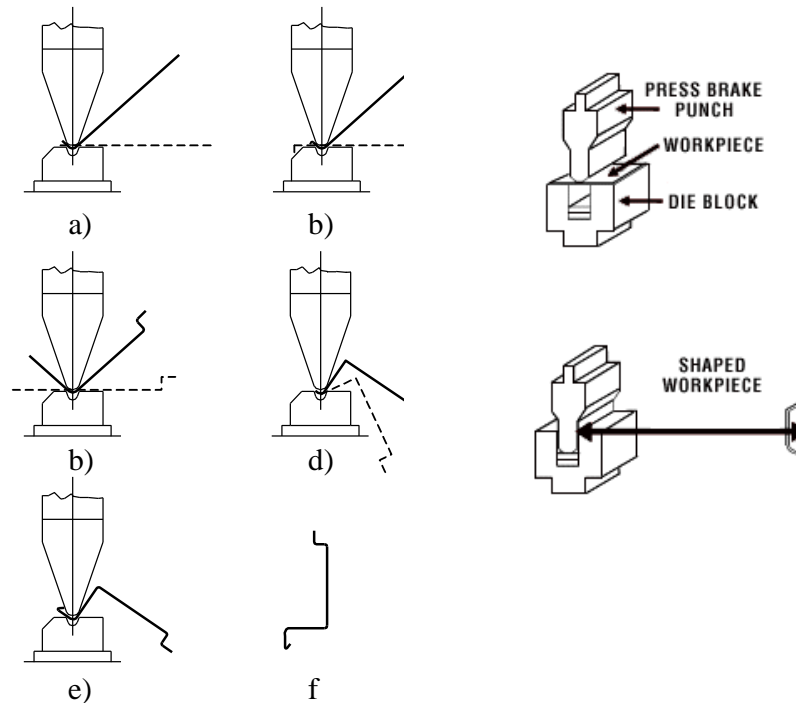 a)
b)
b)
d)
e)
f
PRESS BRAKE
PUNCH
WORKPIECE
DIE BLOCK
SHAPED
WORKPIECE